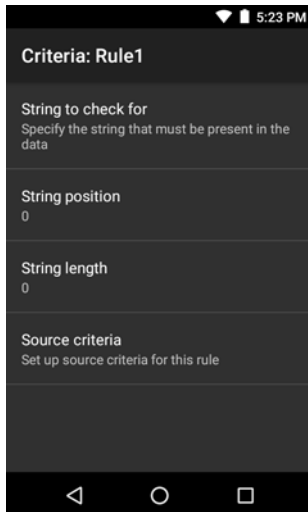 5:23 PM
Criteria: Rule1
String to check for
Specify the string that must be present in the
data
String position
0
String length
0
Source criteria
Set up source criteria for this rule